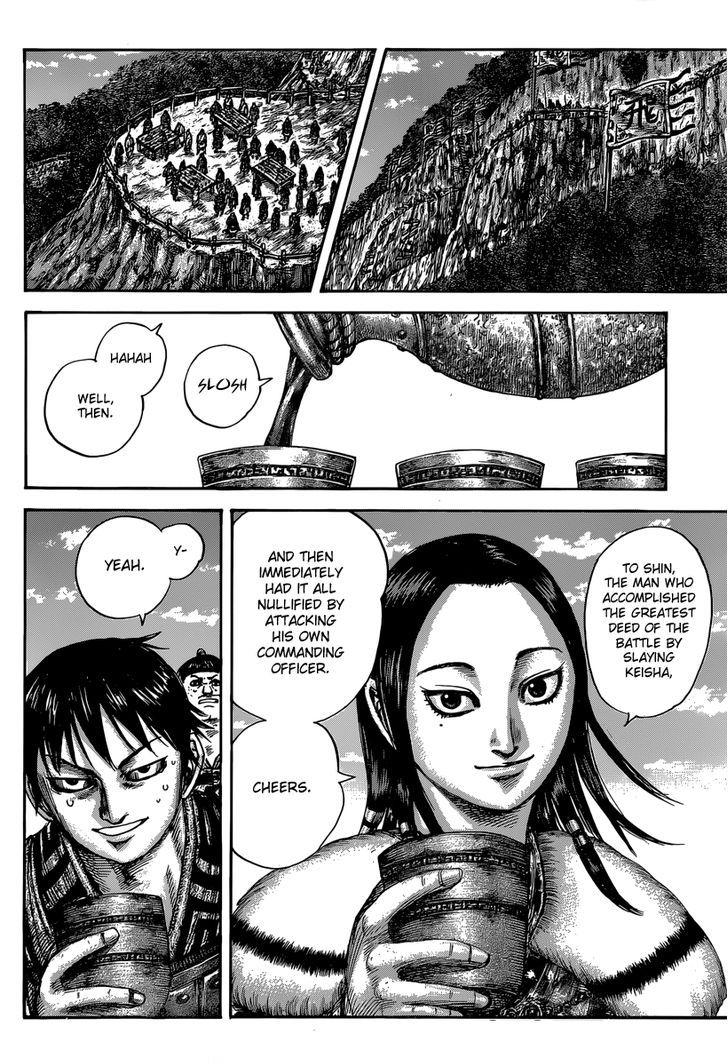 飛
HAHAH
WELL,
THEN.
SLOSH
TO SHIN,
THE MAN WHO
ACCOMPLISHED
THE GREATEST
DEED OF THE
BATTLE BY
SLAYING
KEISHA,
AND THEN
IMMEDIATELY
HAD IT ALL
NULLIFIED BY
ATTACKING
HIS OWN
COMMANDING
OFFICER.
CHEERS.
Y-
YEAH.